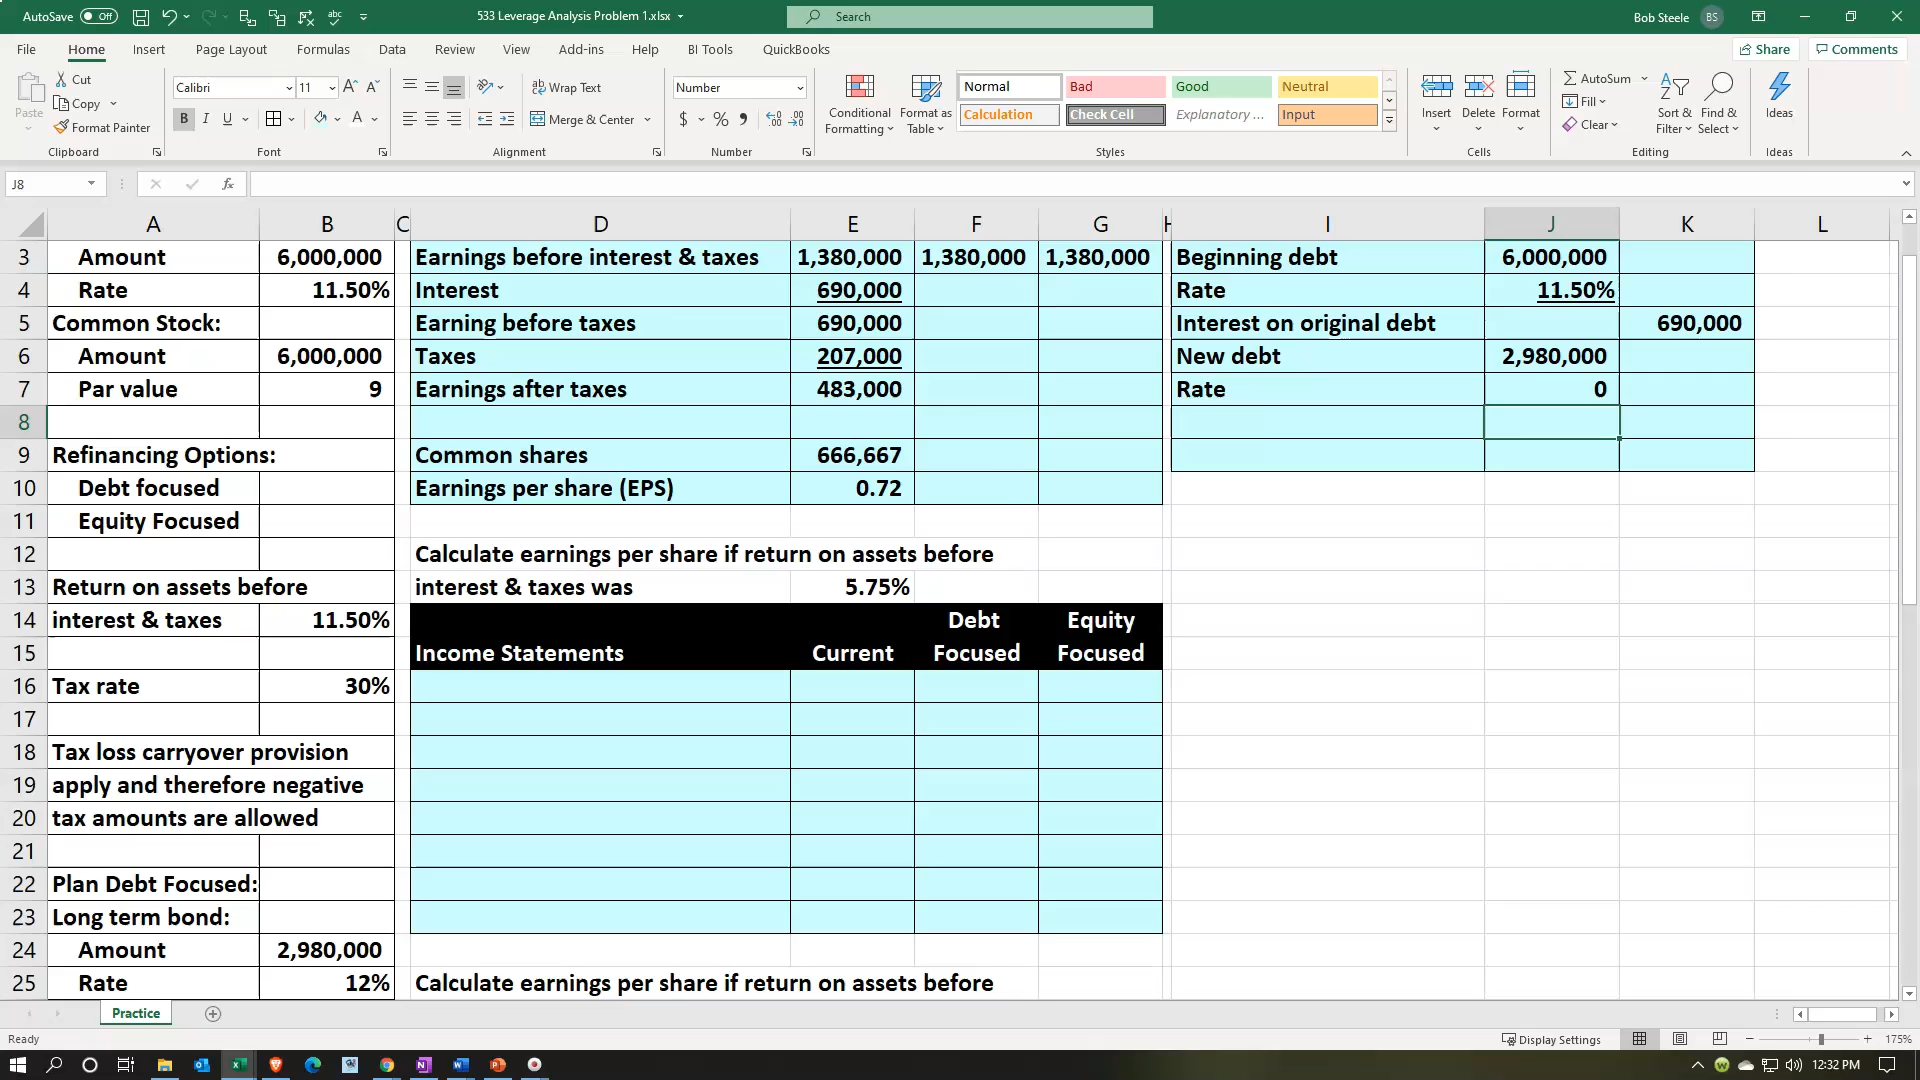 AutoSave Off 533 Leverage Analysis Problem 1.xlsx Search Bob Steele BS
File Home Insert Page Layout Formulas Data Review View Add-ins Help BI Tools QuickBooks Share Comments
Paste Cut Copy Format Painter Clipboard
Calibri 11 B I U A Font
Wrap Text Merge & Center Alignment
Number $ % Number
Conditional Formatting Format as Table Normal Bad Good Neutral Calculation Check Cell Explanatory ... Input Styles
Insert Delete Format Cells
AutoSum Fill Clear Sort & Filter Find & Select Editing
Ideas Ideas
J8 fx
A B C D E F G H I J K L
3 Amount 6,000,000 Earnings before interest & taxes 1,380,000 1,380,000 1,380,000 Beginning debt 6,000,000
4 Rate 11.50% Interest 690,000 Rate 11.50%
5 Common Stock: Earning before taxes 690,000 Interest on original debt 690,000
6 Amount 6,000,000 Taxes 207,000 New debt 2,980,000
7 Par value 9 Earnings after taxes 483,000 Rate 0
8
9 Refinancing Options: Common shares 666,667
10 Debt focused Earnings per share (EPS) 0.72
11 Equity Focused
12 Calculate earnings per share if return on assets before
13 Return on assets before interest & taxes was 5.75%
14 interest & taxes 11.50% Debt Equity
15 Income Statements Current Focused Focused
16 Tax rate 30%
17
18 Tax loss carryover provision
19 apply and therefore negative
20 tax amounts are allowed
21
22 Plan Debt Focused:
23 Long term bond:
24 Amount 2,980,000
25 Rate 12% Calculate earnings per share if return on assets before
Practice
Ready Display Settings 175%
12:32 PM